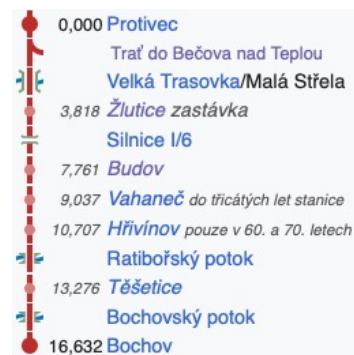 0,000 Protivec
Trať do Bečova nad Teplou
Velká Trasovka/Malá Střela
3,818 Žlutice zastávka
Silnice I/6
7,761 Budov
9,037 Vahaneč do třicátých let stanice
10,707 Hřivínov pouze v 60. a 70. letech
Ratibořský potok
13,276 Těšetice
Bochovský potok
16,632 Bochov